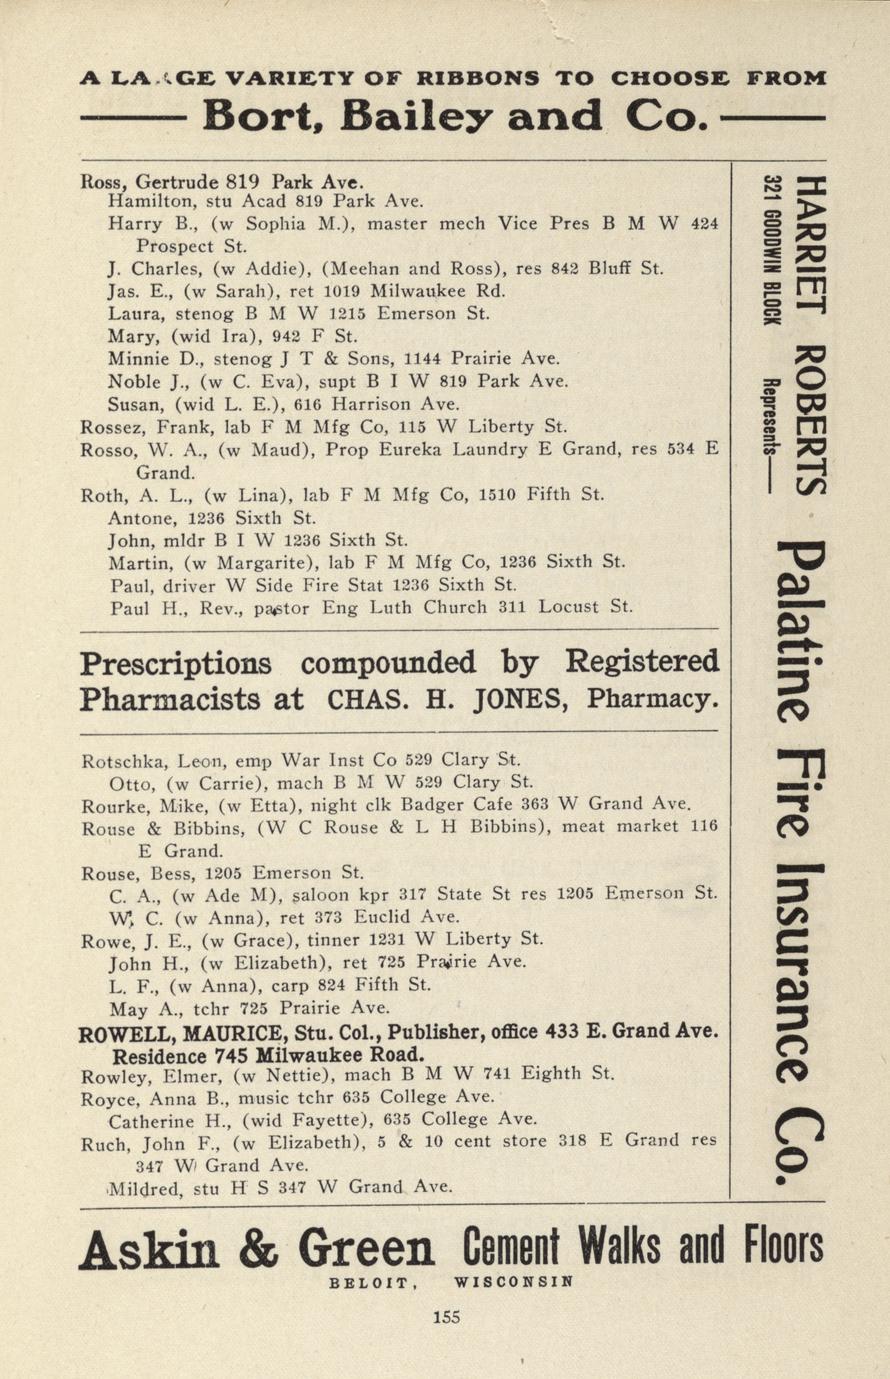 A LARGE VARIETY OF RIBBONS TO CHOOSE FROM
Bort, Bailey and Co.
Ross, Gertrude 819 Park Ave.
Hamilton, stu Acad 819 Park Ave.
Harry B., (w Sophia M.), master mech Vice Pres B M W 424
Prospect St.
J. Charles, (w Addie), (Meehan and Ross), res 842 Bluff St.
Jas. E., (w Sarah), ret 1019 Milwaukee Rd.
Laura, stenog B M W 1215 Emerson St.
Mary, (wid Ira), 942 F St.
Minnie D., stenog J T & Sons, 1144 Prairie Ave.
Noble J., (w C. Eva), supt B I W 819 Park Ave.
Susan, (wid L. E.), 616 Harrison Ave.
Rossez, Frank, lab F M Mfg Co, 115 W Liberty St.
Rosso, W. A., (w Maud), Prop Eureka Laundry E Grand, res 534 E
Grand.
Roth, A. L., (w Lina), lab F M Mfg Co, 1510 Fifth St.
Antone, 1236 Sixth St.
John, mldr B I W 1236 Sixth St.
Martin, (w Margarite), lab F M Mfg Co, 1236 Sixth St.
Paul, driver W Side Fire Stat 1236 Sixth St.
Paul H., Rev., pastor Eng Luth Church 311 Locust St.
Prescriptions compounded by Registered
Pharmacists at CHAS. H. JONES, Pharmacy.
Rotschka, Leon, emp War Inst Co 529 Clary St.
Otto, (w Carrie), mach B M W 529 Clary St.
Rourke, Mike, (w Etta), night clk Badger Cafe 363 W Grand Ave.
Rouse & Bibbins, (W C Rouse & L H Bibbins), meat market 116
E Grand.
Rouse, Bess, 1205 Emerson St.
C. A., (w Ade M), saloon kpr 317 State St res 1205 Emerson St.
W. C. (w Anna), ret 373 Euclid Ave.
Rowe, J. E., (w Grace), tinner 1231 W Liberty St.
John H., (w Elizabeth), ret 725 Prairie Ave.
L. F., (w Anna), carp 824 Fifth St.
May A., tchr 725 Prairie Ave.
ROWELL, MAURICE, Stu. Col., Publisher, office 433 E. Grand Ave.
Residence 745 Milwaukee Road.
Rowley, Elmer, (w Nettie), mach B M W 741 Eighth St.
Royce, Anna B., music tchr 635 College Ave.
Catherine H., (wid Fayette), 635 College Ave.
Ruch, John F., (w Elizabeth), 5 & 10 cent store 318 E Grand res
347 W Grand Ave.
Mildred, stu H S 347 W Grand Ave.
HARRIET ROBERTS
321 GOODWIN BLOCK Represents—
Palatine Fire Insurance Co.
Askin & Green Cement Walks and Floors
BELOIT, WISCONSIN
155